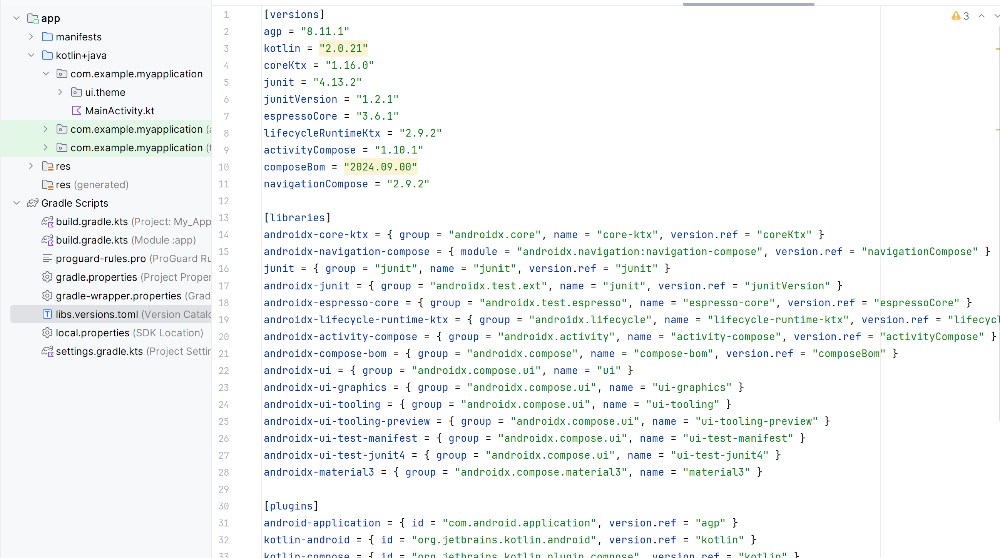 app
manifests
kotlin+java
com.example.myapplication
ui.theme
MainActivity.kt
com.example.myapplication
com.example.myapplication
res
res (generated)
Gradle Scripts
build.gradle.kts (Project: My_App
build.gradle.kts (Module :app)
proguard-rules.pro (ProGuard Ru
gradle.properties (Project Proper
gradle-wrapper.properties (Grad
libs.versions.toml (Version Catalo
local.properties (SDK Location)
settings.gradle.kts (Project Settin
3
1 [versions]
2 agp = "8.11.1"
3 kotlin = "2.0.21"
4 coreKtx = "1.16.0"
5 junit = "4.13.2"
6 junitVersion = "1.2.1"
7 espressoCore = "3.6.1"
8 lifecycleRuntimeKtx = "2.9.2"
9 activityCompose = "1.10.1"
10 composeBom = "2024.09.00"
11 navigationCompose = "2.9.2"
12
13 [libraries]
14 androidx-core-ktx = { group = "androidx.core", name = "core-ktx", version.ref = "coreKtx" }
15 androidx-navigation-compose = { module = "androidx.navigation:navigation-compose", version.ref = "navigationCompose" }
16 junit = { group = "junit", name = "junit", version.ref = "junit" }
17 androidx-junit = { group = "androidx.test.ext", name = "junit", version.ref = "junitVersion" }
18 androidx-espresso-core = { group = "androidx.test.espresso", name = "espresso-core", version.ref = "espressoCore" }
19 androidx-lifecycle-runtime-ktx = { group = "androidx.lifecycle", name = "lifecycle-runtime-ktx", version.ref = "lifecycl
20 androidx-activity-compose = { group = "androidx.activity", name = "activity-compose", version.ref = "activityCompose" }
21 androidx-compose-bom = { group = "androidx.compose", name = "compose-bom", version.ref = "composeBom" }
22 androidx-ui = { group = "androidx.compose.ui", name = "ui" }
23 androidx-ui-graphics = { group = "androidx.compose.ui", name = "ui-graphics" }
24 androidx-ui-tooling = { group = "androidx.compose.ui", name = "ui-tooling" }
25 androidx-ui-tooling-preview = { group = "androidx.compose.ui", name = "ui-tooling-preview" }
26 androidx-ui-test-manifest = { group = "androidx.compose.ui", name = "ui-test-manifest" }
27 androidx-ui-test-junit4 = { group = "androidx.compose.ui", name = "ui-test-junit4" }
28 androidx-material3 = { group = "androidx.compose.material3", name = "material3" }
29
30 [plugins]
31 android-application = { id = "com.android.application", version.ref = "agp" }
32 kotlin-android = { id = "org.jetbrains.kotlin.android", version.ref = "kotlin" }
33 kotlin-compose = { id = "org.jetbrains.kotlin.plugin.compose", version.ref = "kotlin" }